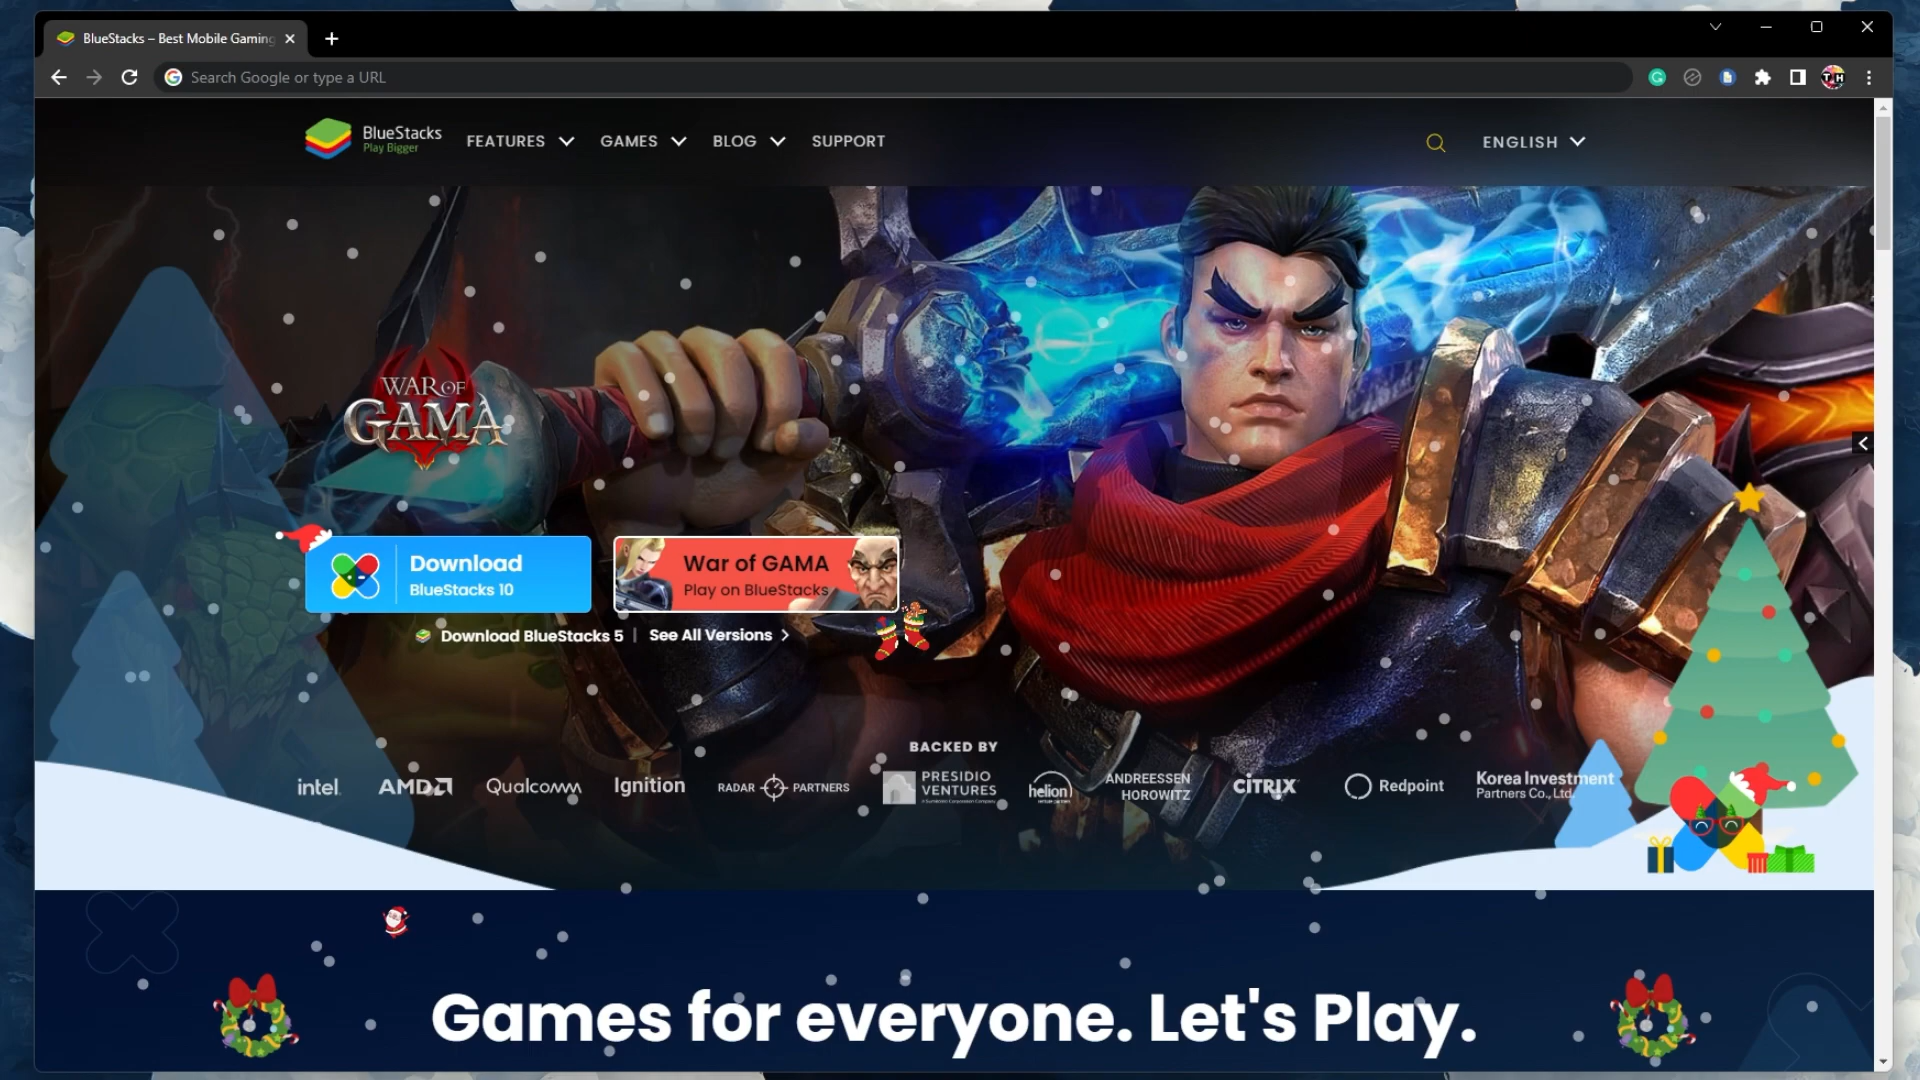 BlueStacks – Best Mobile Gaming
Search Google or type a URL
TH
BlueStacks
Play Bigger
FEATURES
GAMES
BLOG
SUPPORT
ENGLISH
WAR OF
GAMA
Download
BlueStacks 10
War of GAMA
Play on BlueStacks
Download BlueStacks 5 | See All Versions
BACKED BY
intel.
AMD
Qualcomm
Ignition
RADAR PARTNERS
PRESIDIO
VENTURES
helion
ANDREESSEN
HOROWITZ
CITRIX
Redpoint
Korea Investment
Partners Co., Ltd.
Games for everyone. Let's Play.